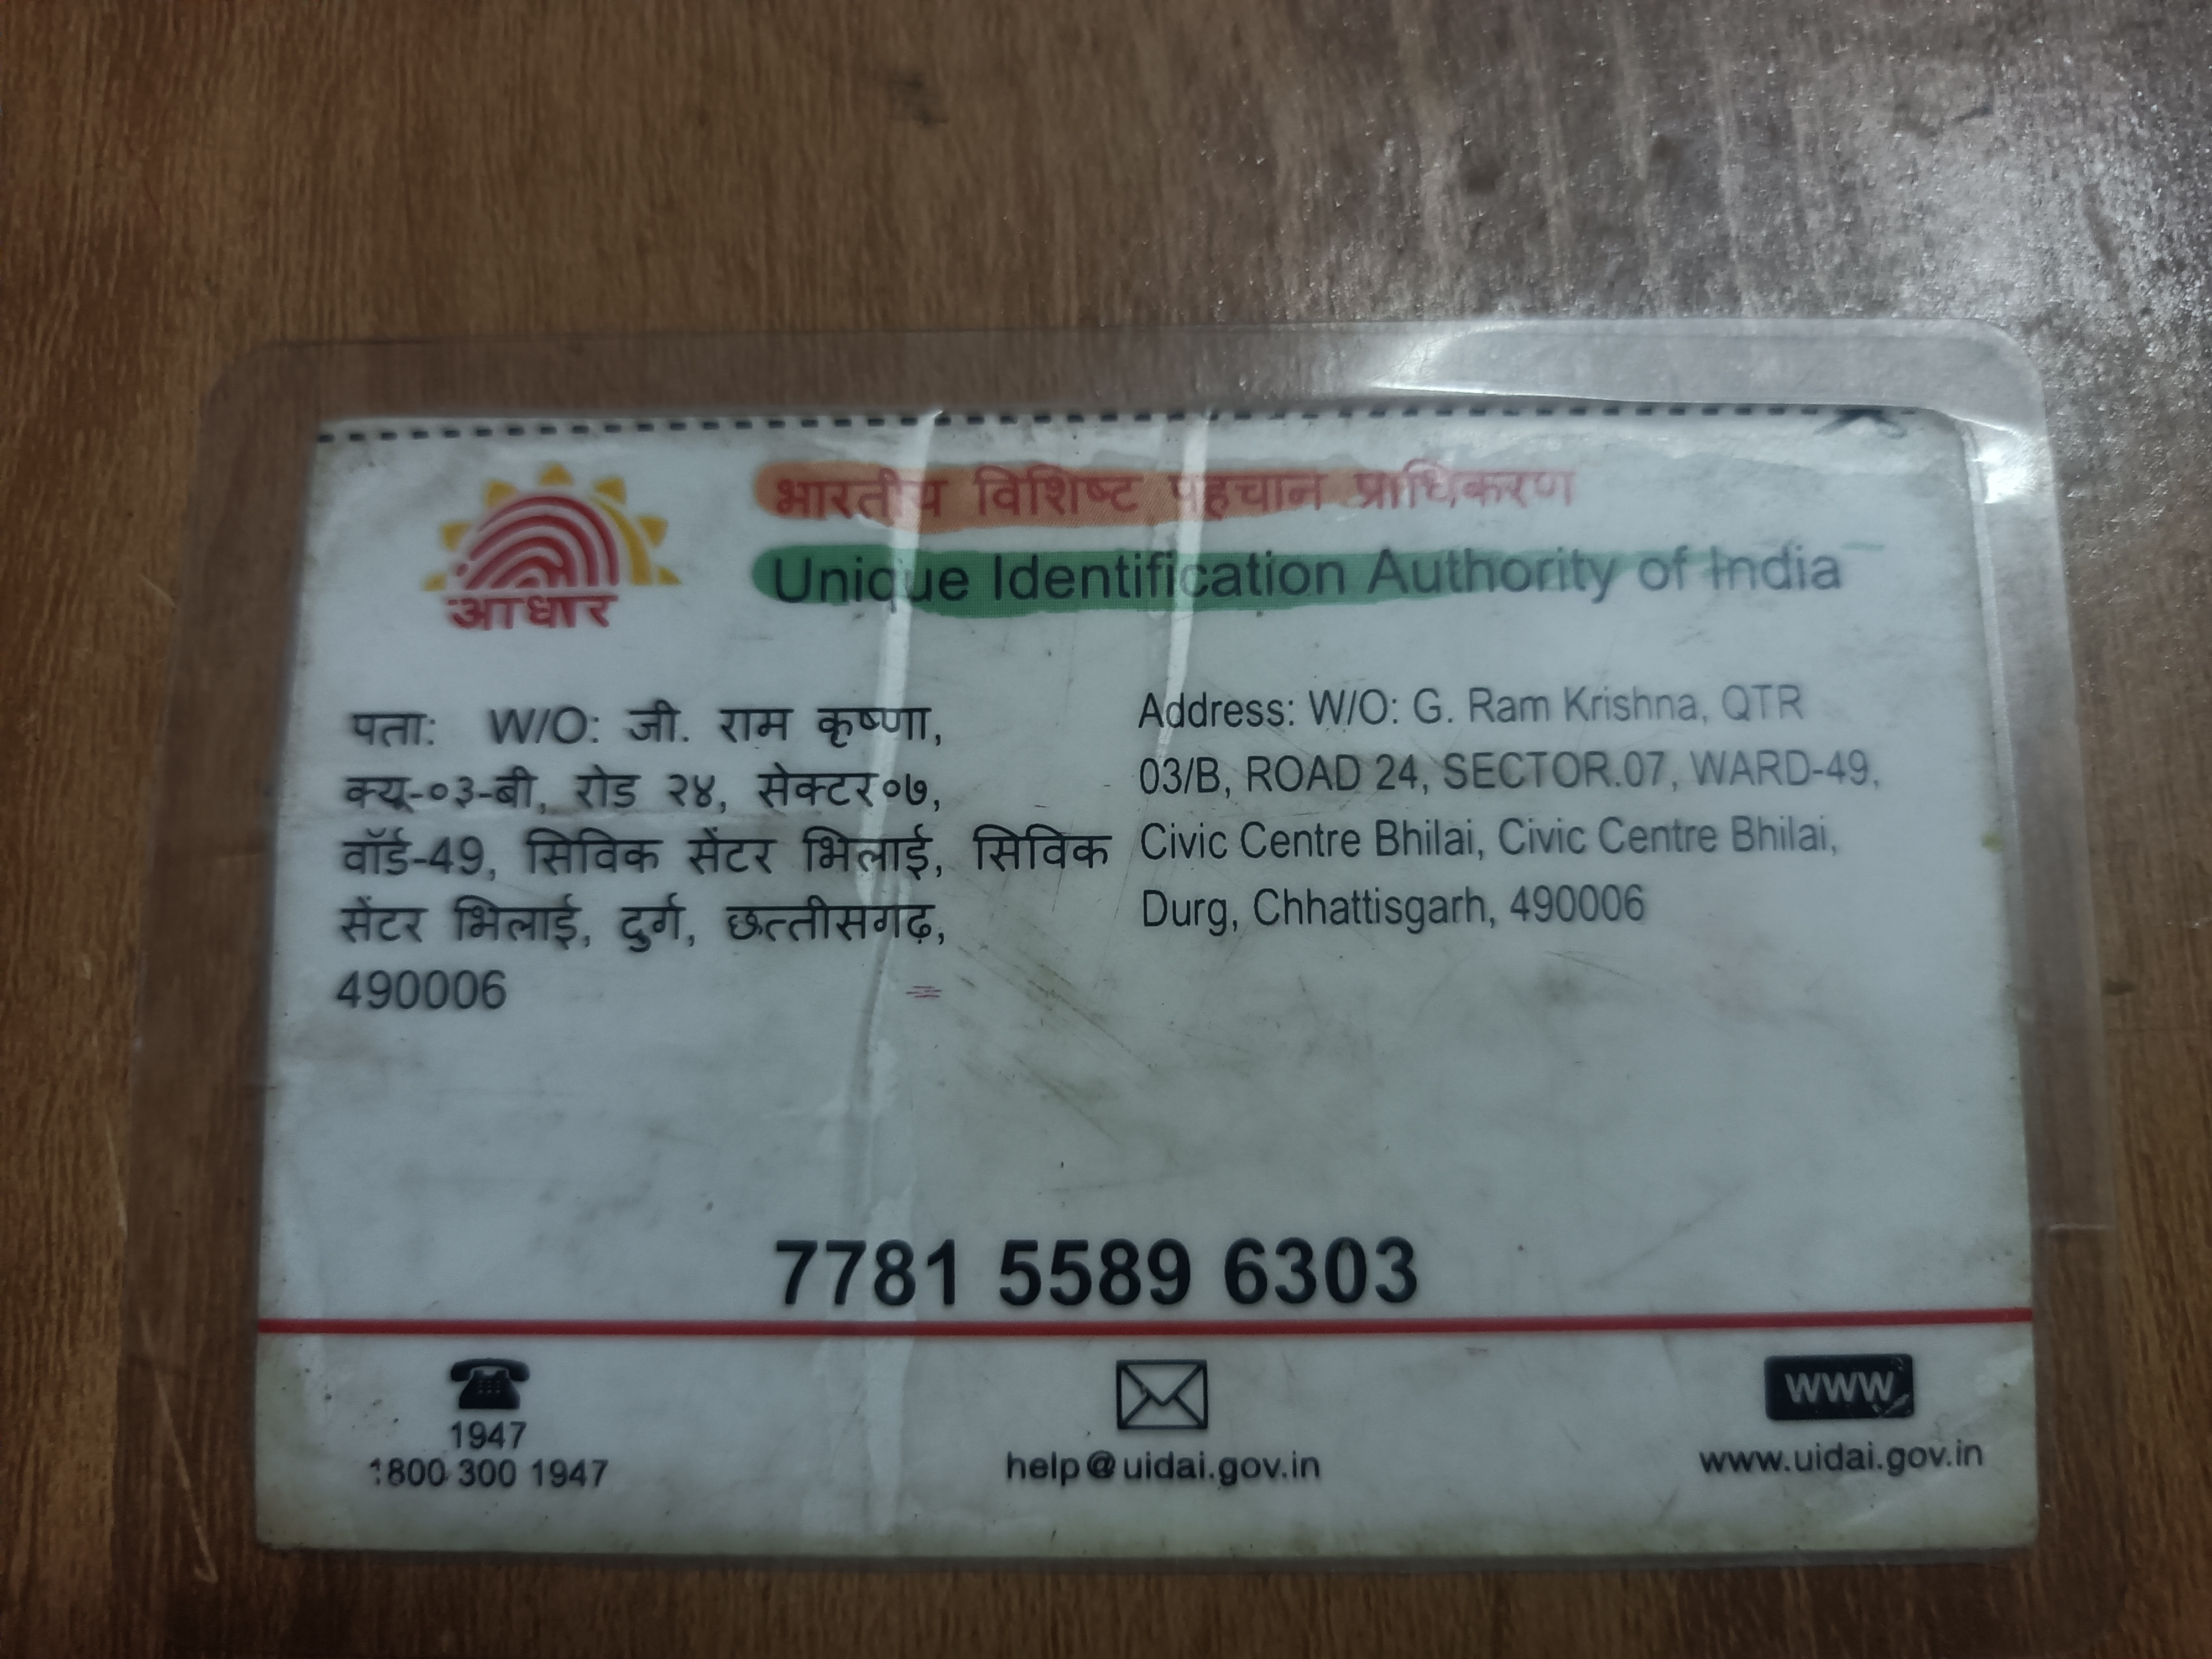 भारतीय विशिष्ट पहचान प्राधिकरण
Unique Identification Authority of India
आधार
पता: W/O: जी. राम कृष्णा,
क्यू-०३-बी, रोड २४, सेक्टर०७,
वॉर्ड-49, सिविक सेंटर भिलाई, सिविक
सेंटर भिलाई, दुर्ग, छत्तीसगढ़,
490006
Address: W/O: G. Ram Krishna, QTR
03/B, ROAD 24, SECTOR.07, WARD-49,
Civic Centre Bhilai, Civic Centre Bhilai,
Durg, Chhattisgarh, 490006
7781 5589 6303
1947
1800 300 1947
help@uidai.gov.in
www
www.uidai.gov.in